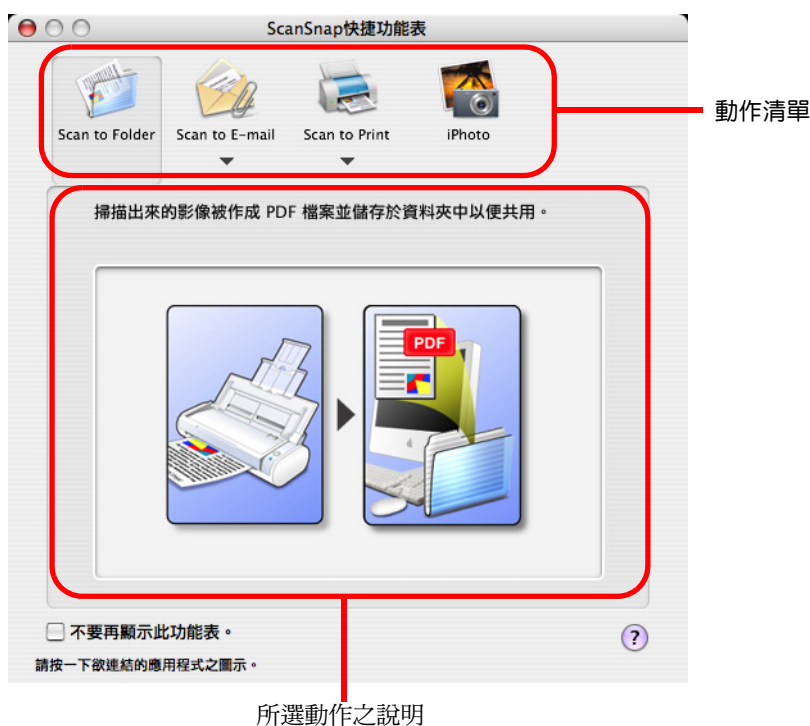 ScanSnap快捷功能表
Scan to Folder
Scan to E-mail
Scan to Print
iPhoto
動作清單
掃描出來的影像被作成 PDF 檔案並儲存於資料夾中以便共用。
PDF
不要再顯示此功能表。
?
請按一下欲連結的應用程式之圖示。
所選動作之說明